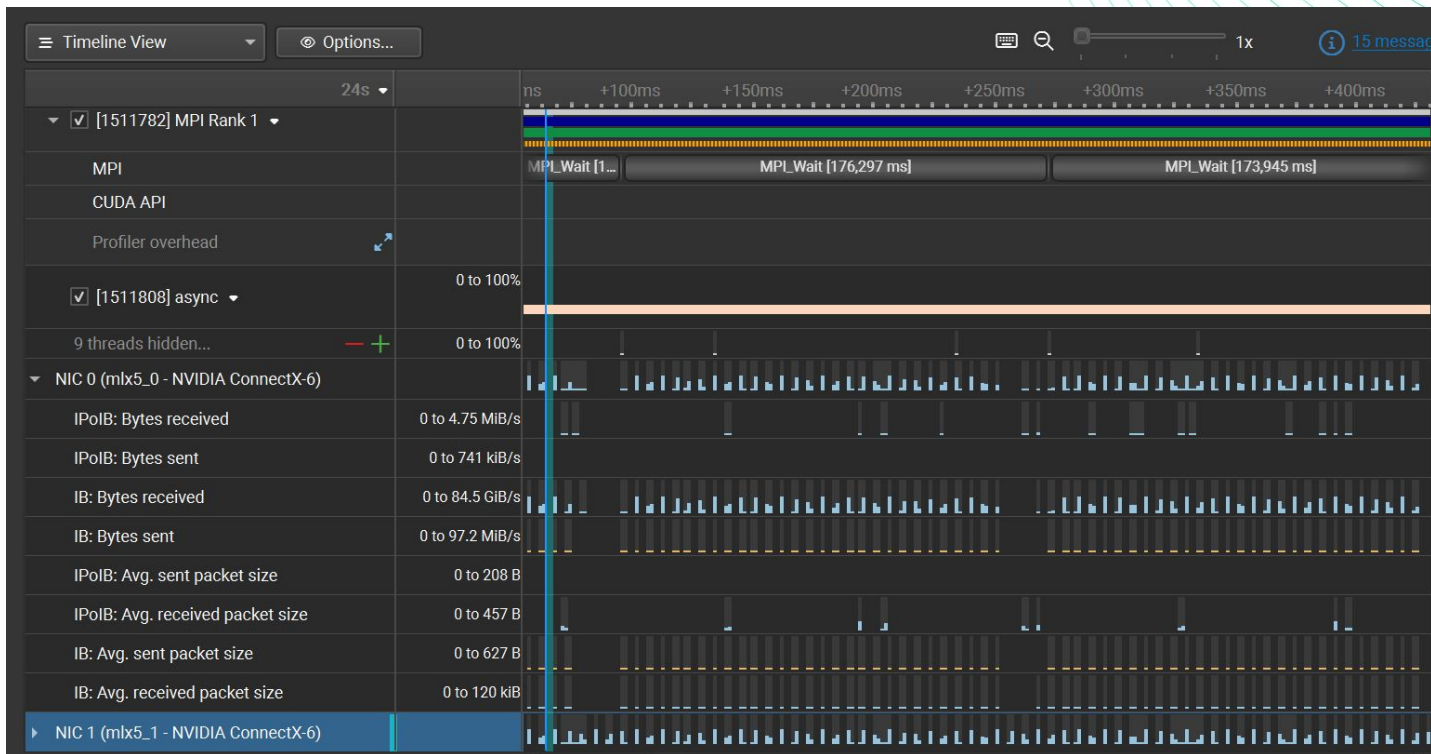 Timeline View Options... 1x 15 messag
24s ms +100ms +150ms +200ms +250ms +300ms +350ms +400ms
[1511782] MPI Rank 1
MPI MPI_Wait [1... MPI_Wait [176,297 ms] MPI_Wait [173,945 ms]
CUDA API
Profiler overhead
[1511808] async 0 to 100%
9 threads hidden... 0 to 100%
NIC 0 (mlx5_0 - NVIDIA ConnectX-6)
IPoIB: Bytes received 0 to 4.75 MiB/s
IPoIB: Bytes sent 0 to 741 kiB/s
IB: Bytes received 0 to 84.5 GiB/s
IB: Bytes sent 0 to 97.2 MiB/s
IPoIB: Avg. sent packet size 0 to 208 B
IPoIB: Avg. received packet size 0 to 457 B
IB: Avg. sent packet size 0 to 627 B
IB: Avg. received packet size 0 to 120 kiB
NIC 1 (mlx5_1 - NVIDIA ConnectX-6)